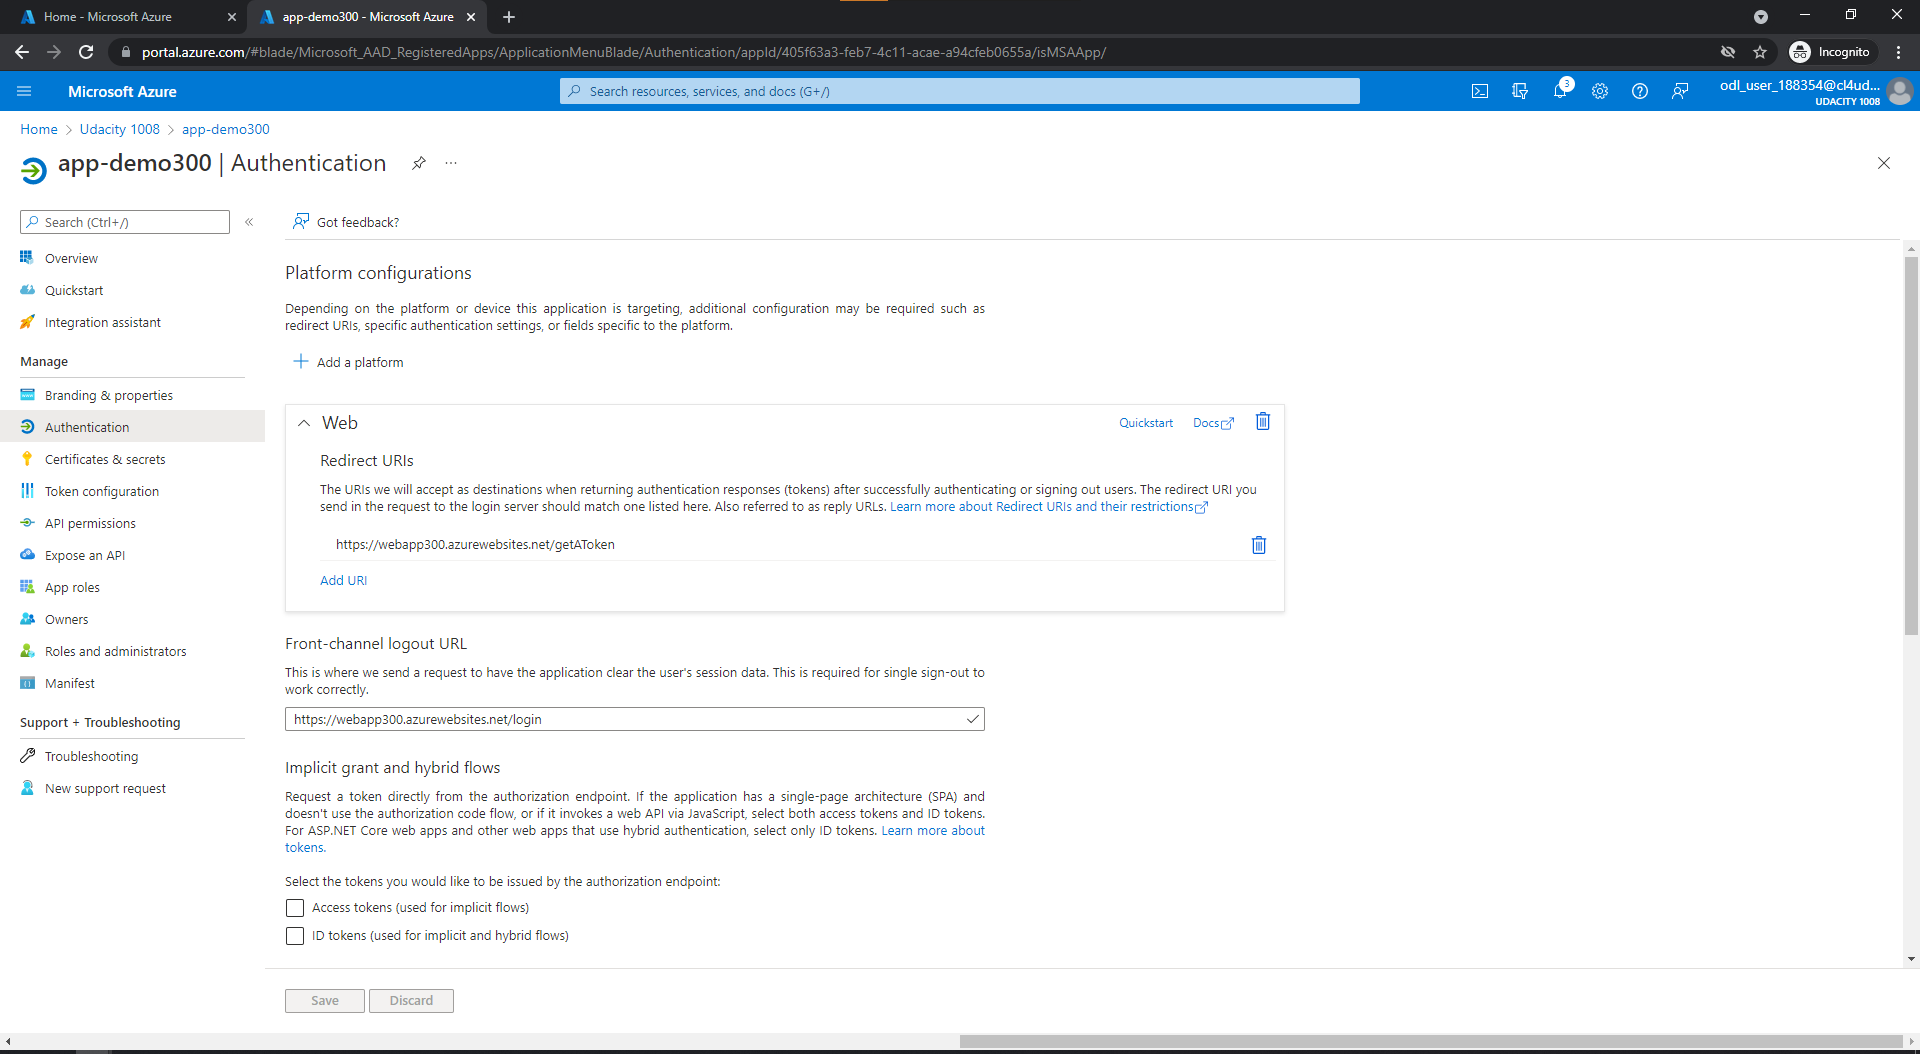 Home - Microsoft Azure
app-demo300 - Microsoft Azure
portal.azure.com/#blade/Microsoft_AAD_RegisteredApps/ApplicationMenuBlade/Authentication/appId/405f63a3-feb7-4c11-acae-a94cfeb0655a/isMSAApp/
Incognito
Microsoft Azure
Search resources, services, and docs (G+/)
3
odl_user_188354@cl4ud...
UDACITY 1008
Home > Udacity 1008 > app-demo300
app-demo300 | Authentication
Search (Ctrl+/)
Overview
Quickstart
Integration assistant
Manage
Branding & properties
Authentication
Certificates & secrets
Token configuration
API permissions
Expose an API
App roles
Owners
Roles and administrators
Manifest
Support + Troubleshooting
Troubleshooting
New support request
Got feedback?
Platform configurations
Depending on the platform or device this application is targeting, additional configuration may be required such as
redirect URIs, specific authentication settings, or fields specific to the platform.
Add a platform
Web
Quickstart
Docs
Redirect URIs
The URIs we will accept as destinations when returning authentication responses (tokens) after successfully authenticating or signing out users. The redirect URI you
send in the request to the login server should match one listed here. Also referred to as reply URLs. Learn more about Redirect URIs and their restrictions
https://webapp300.azurewebsites.net/getAToken
Add URI
Front-channel logout URL
This is where we send a request to have the application clear the user's session data. This is required for single sign-out to
work correctly.
https://webapp300.azurewebsites.net/login
Implicit grant and hybrid flows
Request a token directly from the authorization endpoint. If the application has a single-page architecture (SPA) and
doesn't use the authorization code flow, or if it invokes a web API via JavaScript, select both access tokens and ID tokens.
For ASP.NET Core web apps and other web apps that use hybrid authentication, select only ID tokens. Learn more about
tokens.
Select the tokens you would like to be issued by the authorization endpoint:
Access tokens (used for implicit flows)
ID tokens (used for implicit and hybrid flows)
Save
Discard